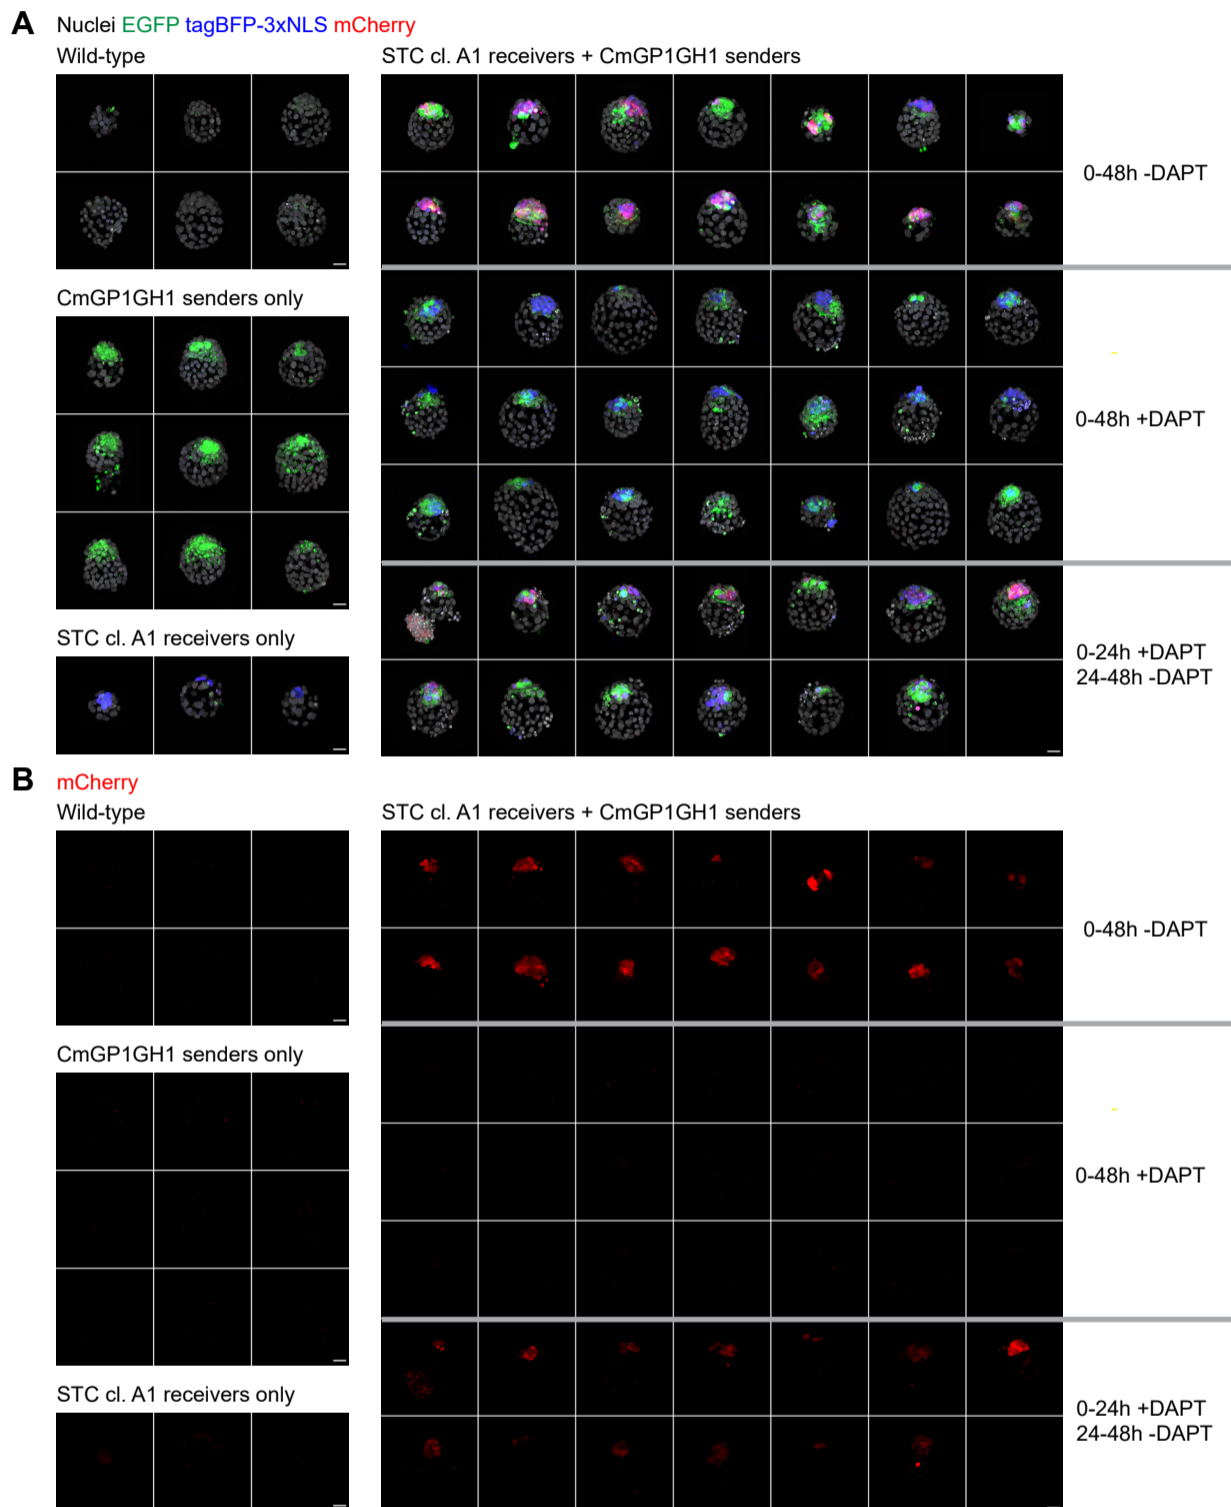 A
Nuclei EGFP tagBFP-3xNLS mCherry
Wild-type
STC cl. A1 receivers + CmGP1GH1 senders
0-48h -DAPT
CmGP1GH1 senders only
0-48h +DAPT
STC cl. A1 receivers only
0-24h +DAPT
24-48h -DAPT
B
mCherry
Wild-type
STC cl. A1 receivers + CmGP1GH1 senders
0-48h -DAPT
CmGP1GH1 senders only
0-48h +DAPT
STC cl. A1 receivers only
0-24h +DAPT
24-48h -DAPT